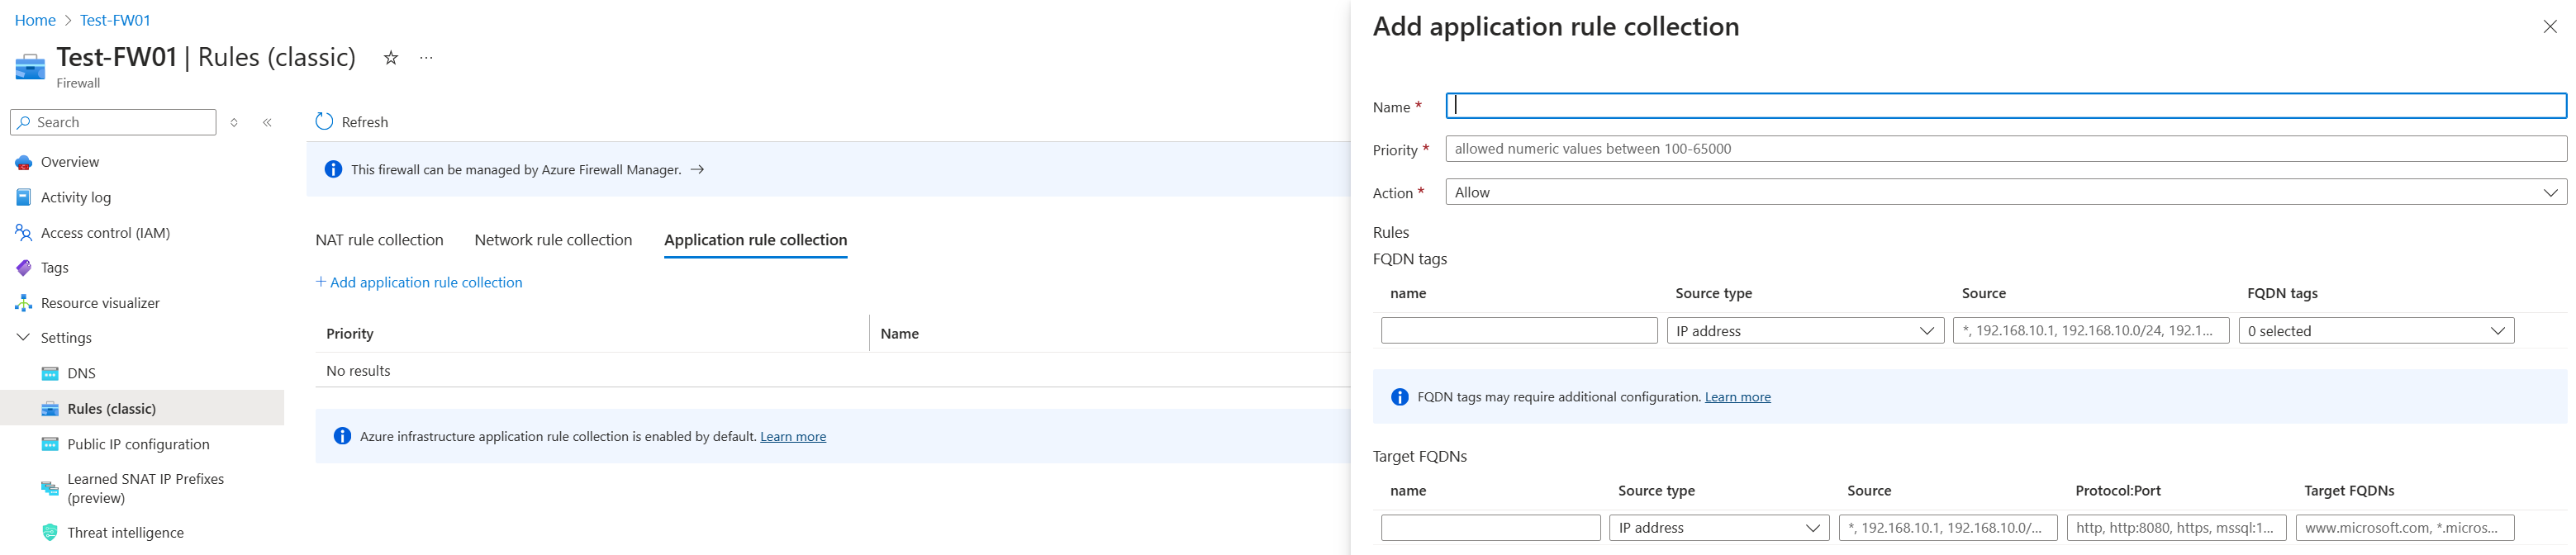 Home > Test-FW01
Test-FW01 | Rules (classic)
Firewall
Search
Overview
Activity log
Access control (IAM)
Tags
Resource visualizer
Settings
DNS
Rules (classic)
Public IP configuration
Learned SNAT IP Prefixes
(preview)
Threat intelligence
Refresh
This firewall can be managed by Azure Firewall Manager. →
NAT rule collection Network rule collection Application rule collection
+ Add application rule collection
Priority Name
No results
Azure infrastructure application rule collection is enabled by default. Learn more
Add application rule collection
Name *
Priority * allowed numeric values between 100-65000
Action * Allow
Rules
FQDN tags
name Source type Source FQDN tags
IP address *, 192.168.10.1, 192.168.10.0/24, 192.1... 0 selected
FQDN tags may require additional configuration. Learn more
Target FQDNs
name Source type Source Protocol:Port Target FQDNs
IP address *, 192.168.10.1, 192.168.10.0/... http, http:8080, https, mssql:1... www.microsoft.com, *.micros...